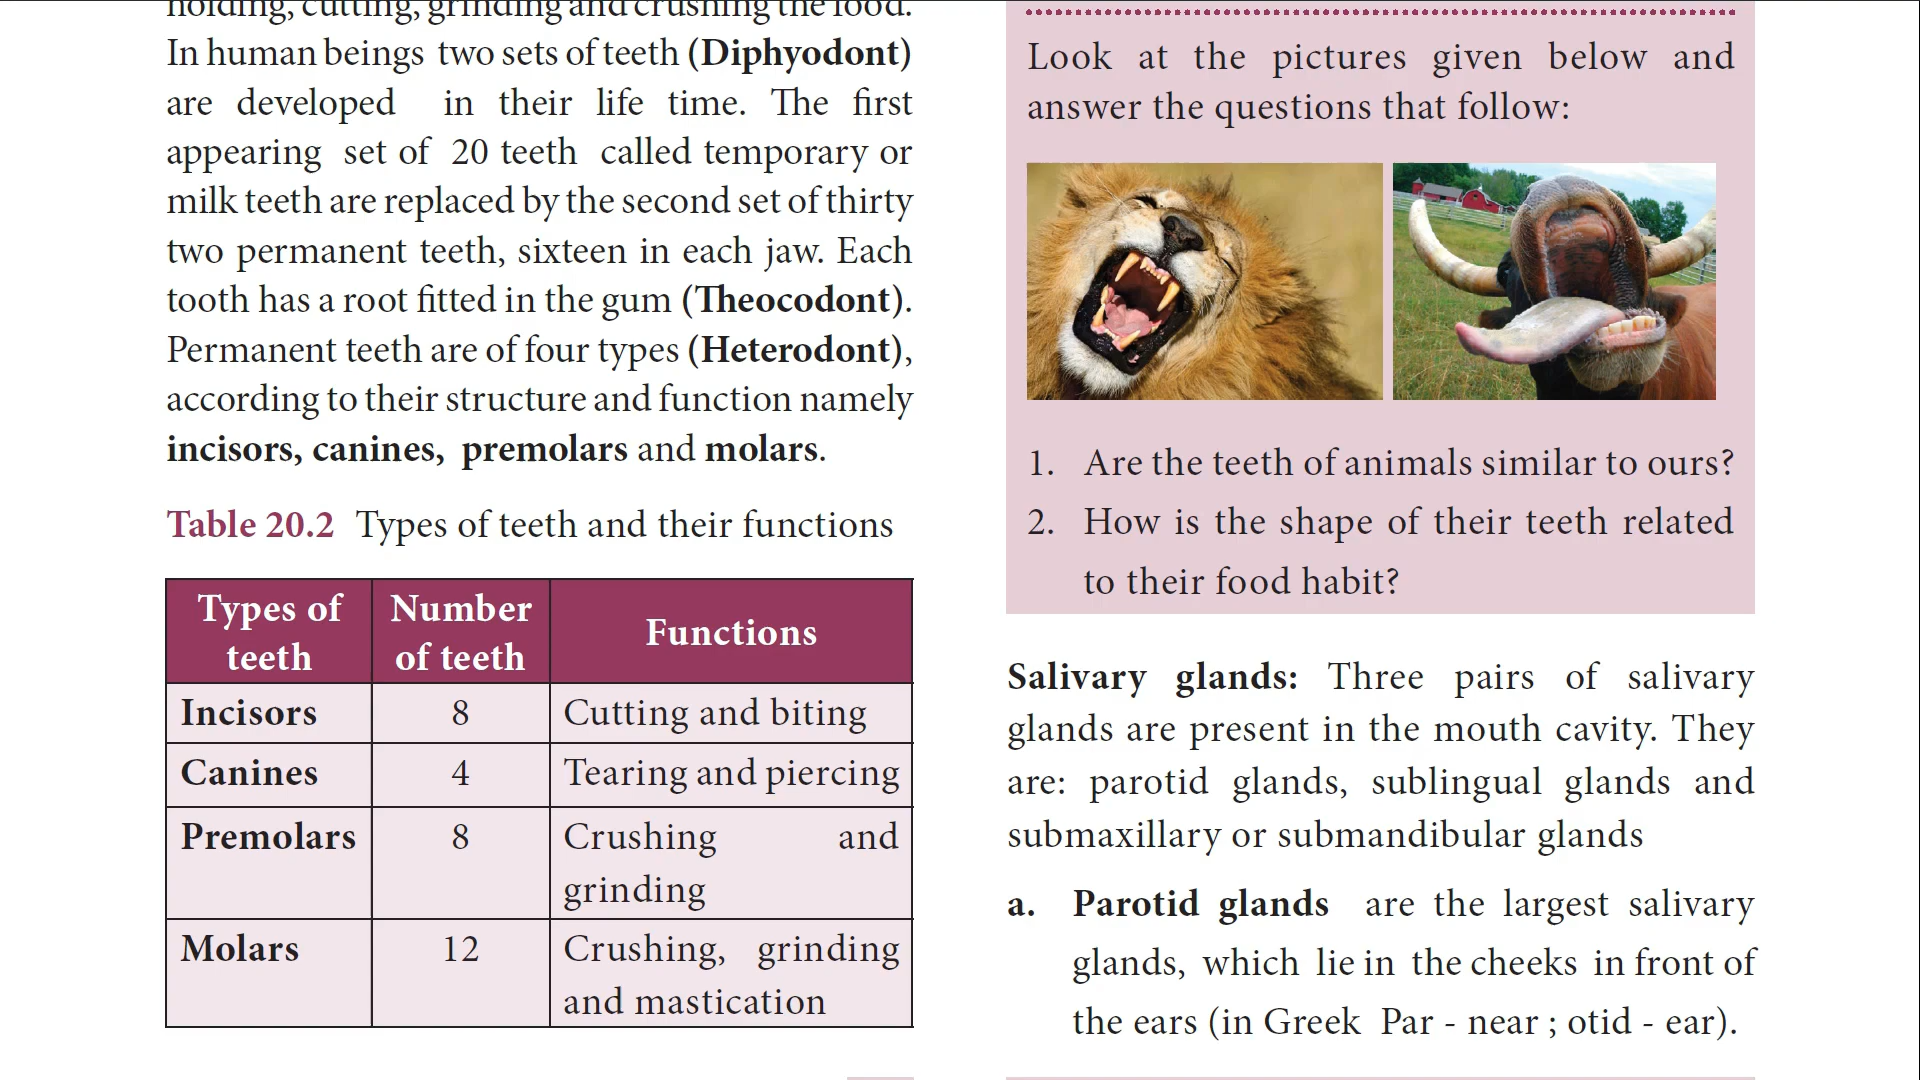 holding, cutting, grinding and crushing the food.
In human beings two sets of teeth (Diphyodont)
are developed in their life time. The first
appearing set of 20 teeth called temporary or
milk teeth are replaced by the second set of thirty
two permanent teeth, sixteen in each jaw. Each
tooth has a root fitted in the gum (Theocodont).
Permanent teeth are of four types (Heterodont),
according to their structure and function namely
incisors, canines, premolars and molars.
Table 20.2 Types of teeth and their functions
Types of teeth
Number of teeth
Functions
Incisors 8 Cutting and biting
Canines 4 Tearing and piercing
Premolars 8 Crushing and
grinding
Molars 12 Crushing, grinding
and mastication
Look at the pictures given below and
answer the questions that follow:
1. Are the teeth of animals similar to ours?
2. How is the shape of their teeth related
to their food habit?
Salivary glands: Three pairs of salivary
glands are present in the mouth cavity. They
are: parotid glands, sublingual glands and
submaxillary or submandibular glands
a. Parotid glands are the largest salivary
glands, which lie in the cheeks in front of
the ears (in Greek Par - near ; otid - ear).